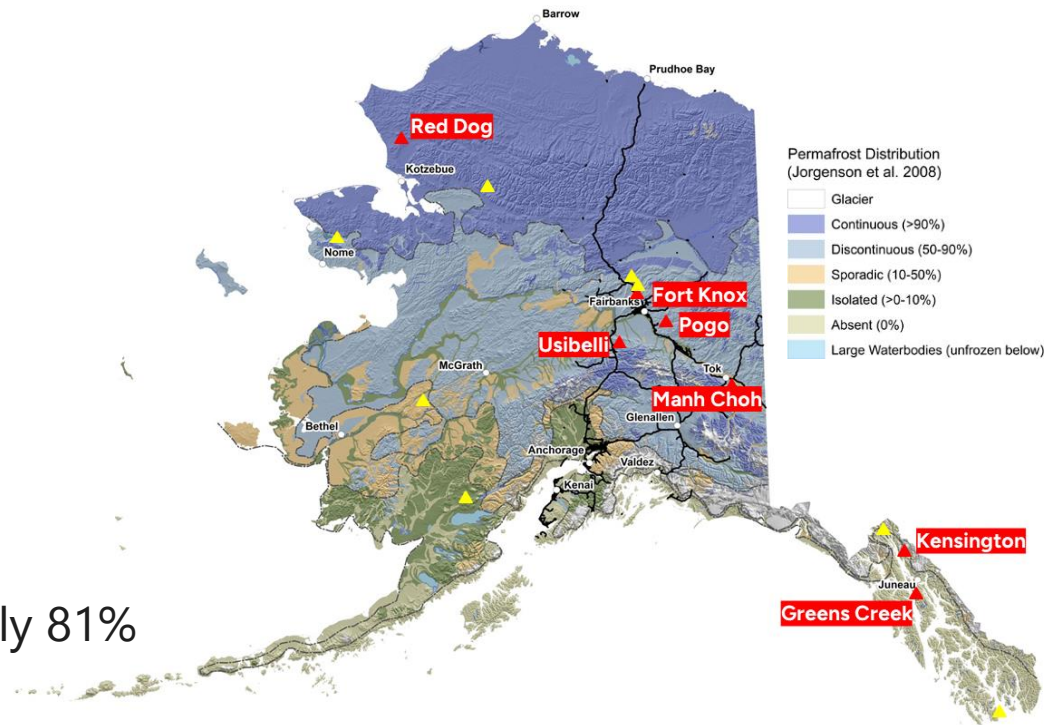 Barrow
Prudhoe Bay
Red Dog
Kotzebue
Nome
Fairbanks
Fort Knox
Pogo
Usibelli
McGrath
Tok
Manh Choh
Glenallen
Bethel
Anchorage
Valdez
Kenai
Kensington
Juneau
Greens Creek
Permafrost Distribution
(Jorgenson et al. 2008)
Glacier
Continuous (>90%)
Discontinuous (50-90%)
Sporadic (10-50%)
Isolated (>0-10%)
Absent (0%)
Large Waterbodies (unfrozen below)
ly 81%